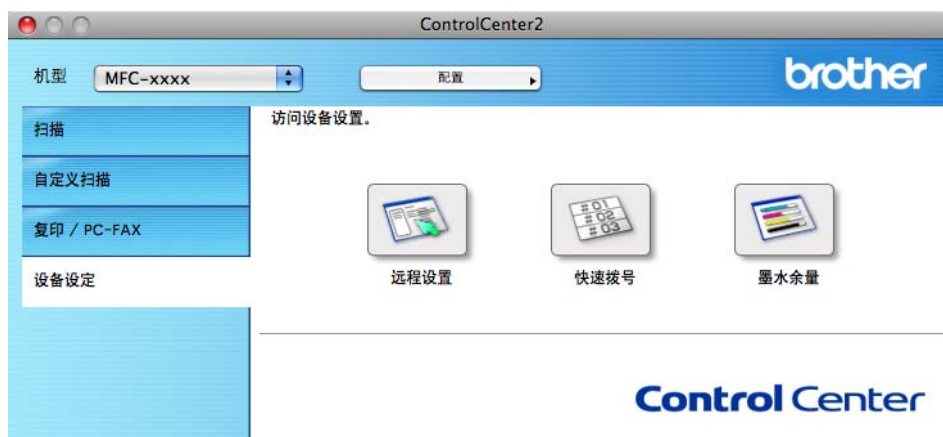 ControlCenter2
机型 MFC-xxxx 配置 brother
扫描
访问设备设置。
自定义扫描
复印 / PC-FAX
设备设定
#01
#02
#03
远程设置 快速拨号 墨水余量
Control Center